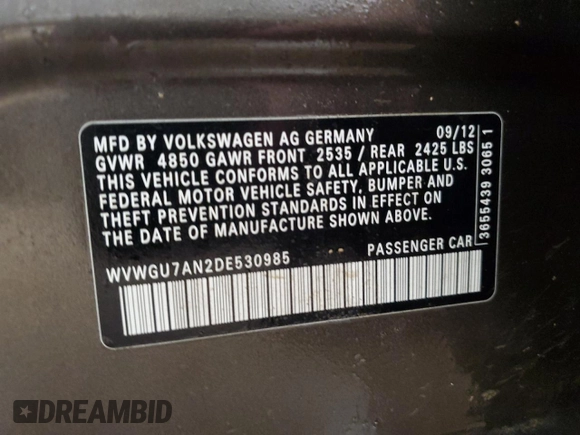 MFD BY VOLKSWAGEN AG GERMANY 09/12
GVWR 4850 GAWR FRONT 2535 / REAR 2425 LBS
THIS VEHICLE CONFORMS TO ALL APPLICABLE U.S.
FEDERAL MOTOR VEHICLE SAFETY, BUMPER AND
THEFT PREVENTION STANDARDS IN EFFECT ON
THE DATE OF MANUFACTURE SHOWN ABOVE.
WVWGU7AN2DE530985 PASSENGER CAR
3655439 3065 1
DREAMBID